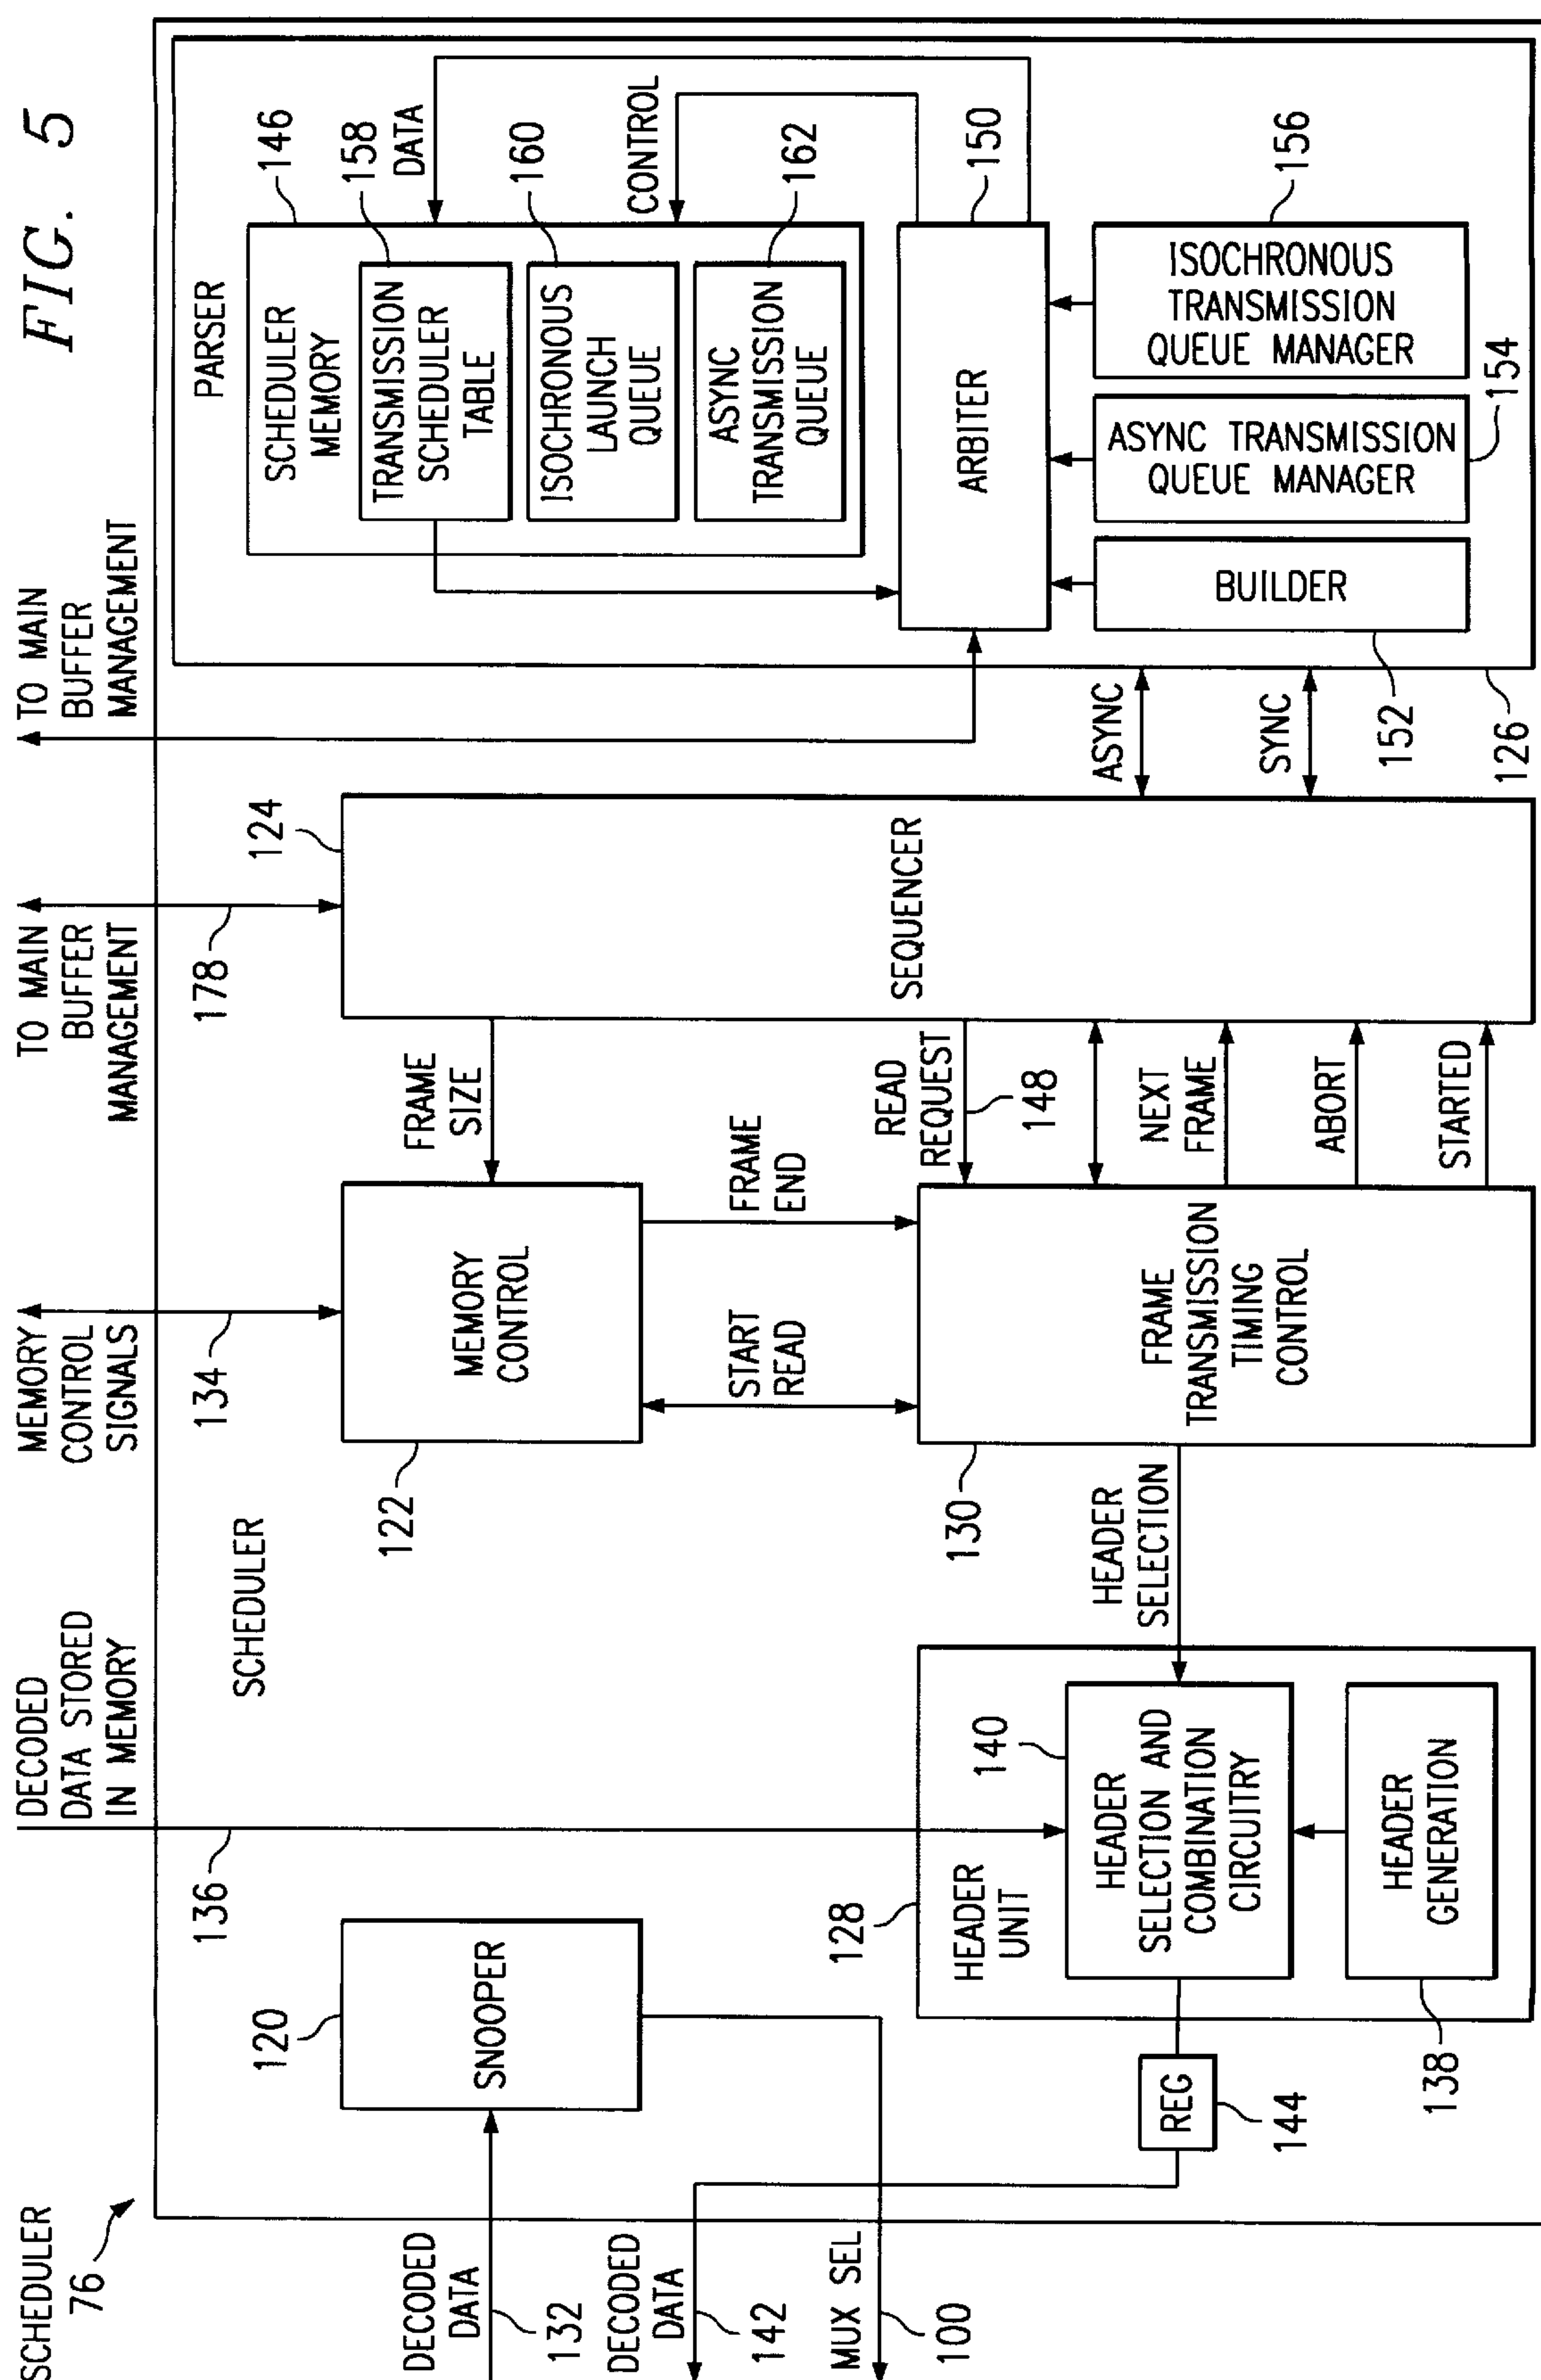 FIG. 5
SCHEDULER
76
DECODED
DATA STORED
IN MEMORY
MEMORY
CONTROL
SIGNALS
TO MAIN
BUFFER
MANAGEMENT
TO MAIN
BUFFER
MANAGEMENT
136
134
178
SCHEDULER
120
SNOOPER
DECODED
DATA
132
DECODED
DATA
142
MUX SEL
100
122
MEMORY
CONTROL
FRAME
SIZE
124
SEQUENCER
START
READ
FRAME
END
READ
REQUEST
148
NEXT
FRAME
ABORT
STARTED
130
FRAME
TRANSMISSION
TIMING
CONTROL
HEADER
SELECTION
128
HEADER
UNIT
140
HEADER
SELECTION AND
COMBINATION
CIRCUITRY
HEADER
GENERATION
138
REG
144
ASYNC
SYNC
PARSER
146
SCHEDULER
MEMORY
158
TRANSMISSION
SCHEDULER
TABLE
DATA
160
ISOCHRONOUS
LAUNCH
QUEUE
CONTROL
162
ASYNC
TRANSMISSION
QUEUE
ARBITER
150
BUILDER
152
ASYNC TRANSMISSION
QUEUE MANAGER
154
ISOCHRONOUS
TRANSMISSION
QUEUE MANAGER
156
126